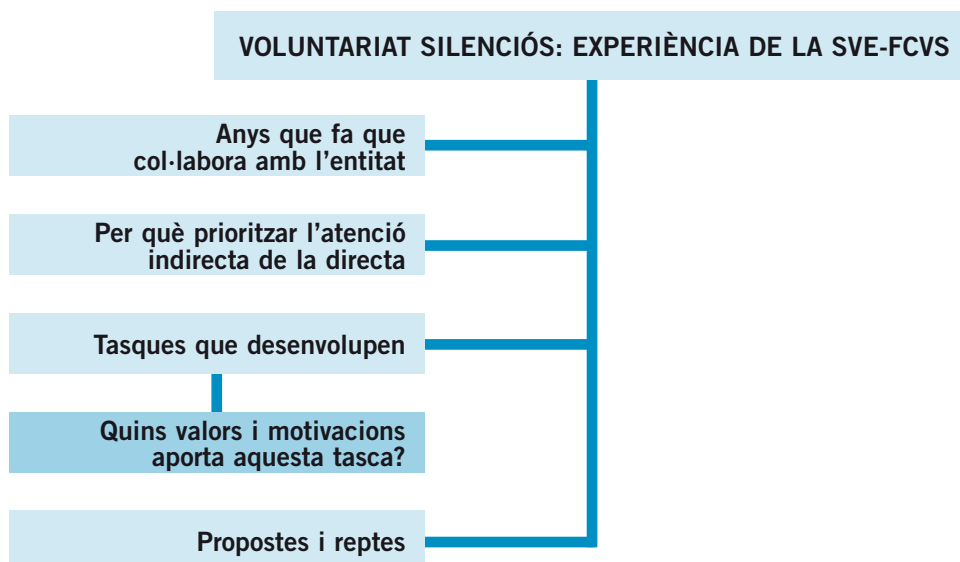 VOLUNTARIAT SILENCIÓS: EXPERIÈNCIA DE LA SVE-FCVS
Anys que fa que
col·labora amb l'entitat
Per què prioritzar l'atenció
indirecta de la directa
Tasques que desenvolupen
Quins valors i motivacions
aporta aquesta tasca?
Propostes i reptes